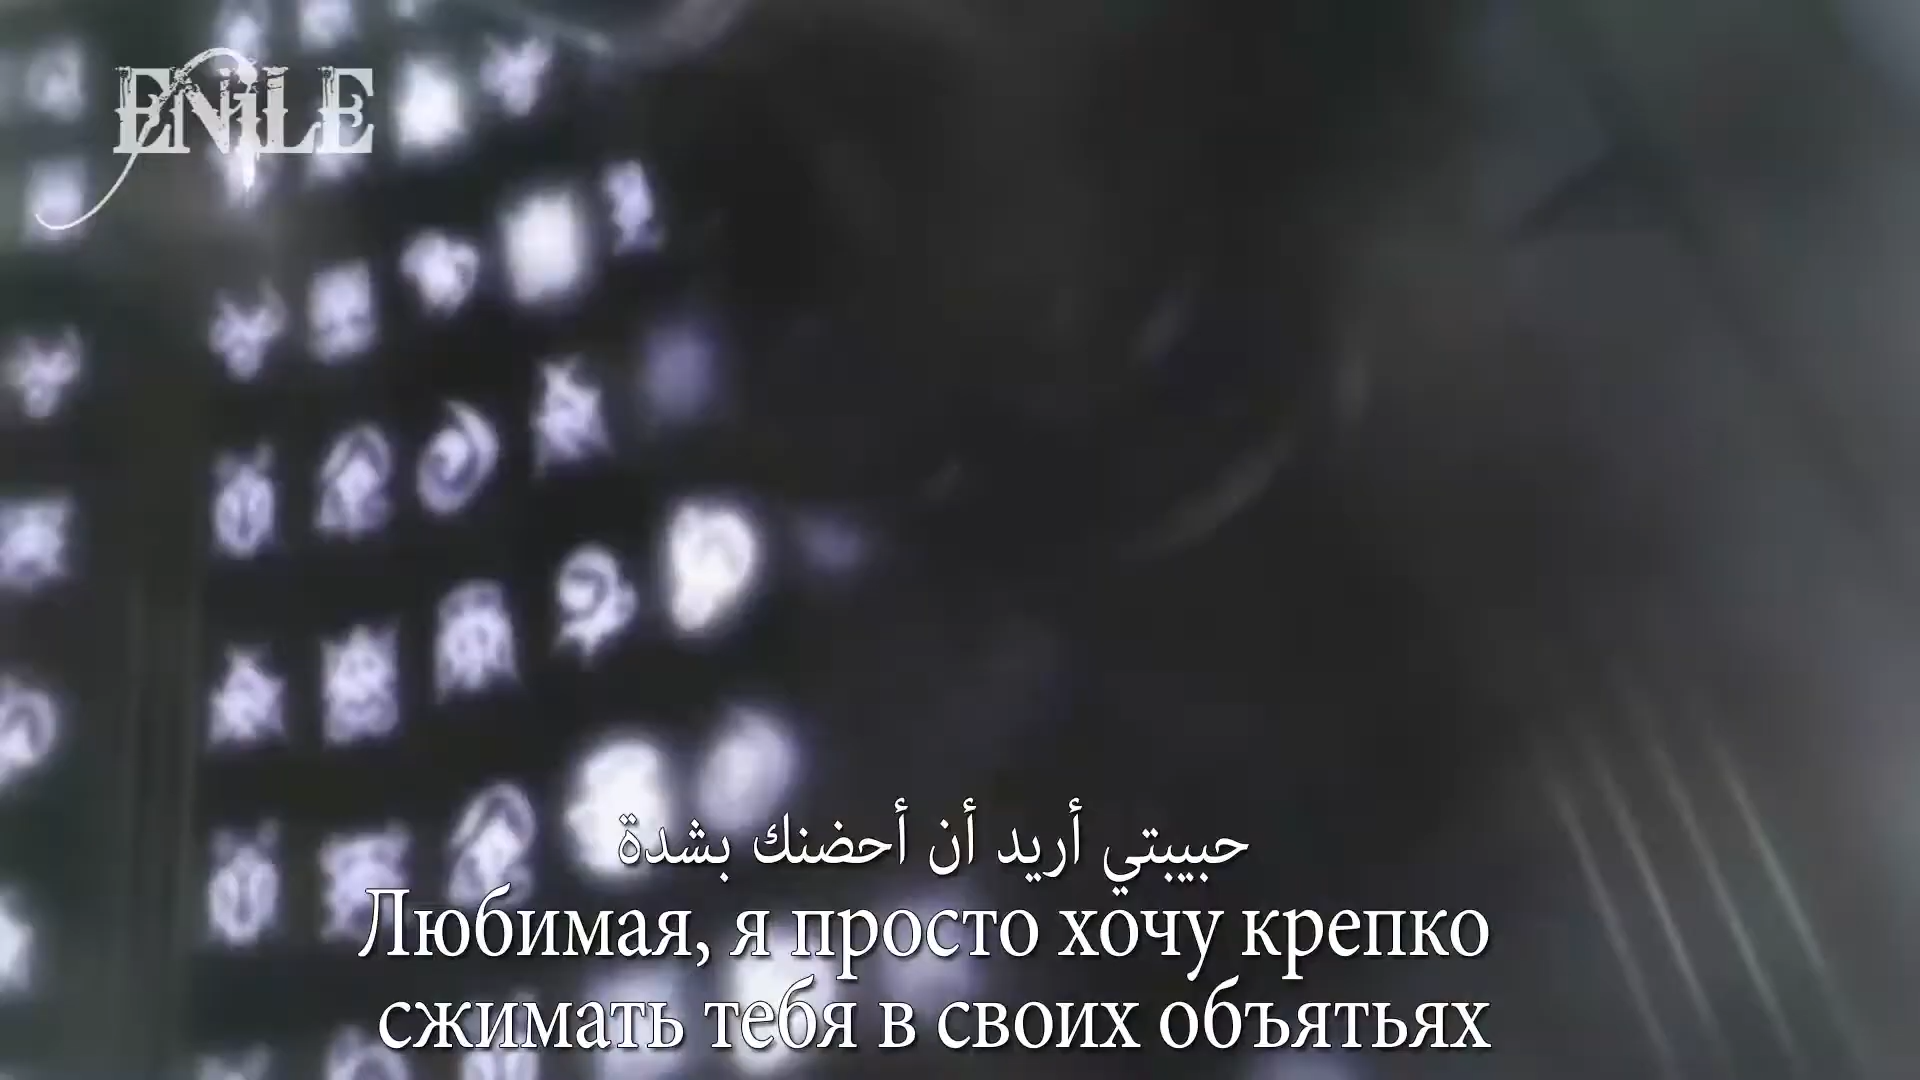 ENiLE
حبيبتي أريد أن أحضنك بشدة
Любимая, я просто хочу крепко
сжимать тебя в своих объятьях